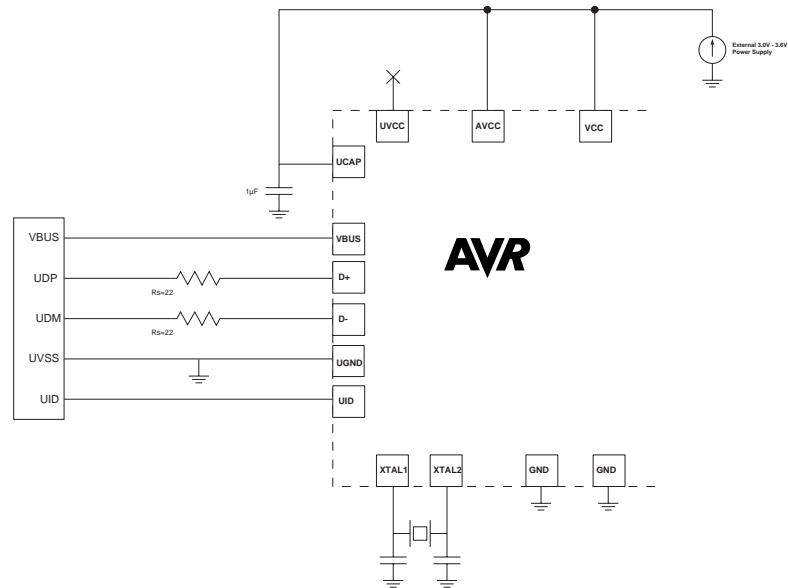 External 3.0V - 3.6V
Power Supply
UVCC
AVCC
VCC
UCAP
1µF
VBUS
VBUS
UDP
Rs=22
D+
UDM
Rs=22
D-
UVSS
UGND
UID
UID
AVR
XTAL1
XTAL2
GND
GND